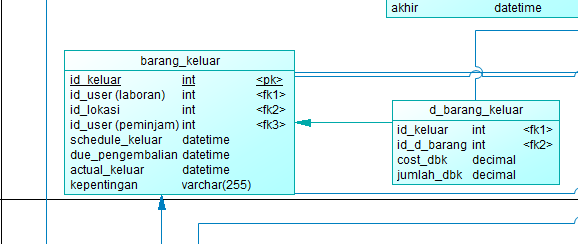 akhir datetime
barang_keluar
id_keluar int <pk>
id_user (laboran) int <fk1>
id_lokasi int <fk2>
id_user (peminjam) int <fk3>
schedule_keluar datetime
due_pengembalian datetime
actual_keluar datetime
kepentingan varchar(255)
d_barang_keluar
id_keluar int <fk1>
id_d_barang int <fk2>
cost_dbk decimal
jumlah_dbk decimal